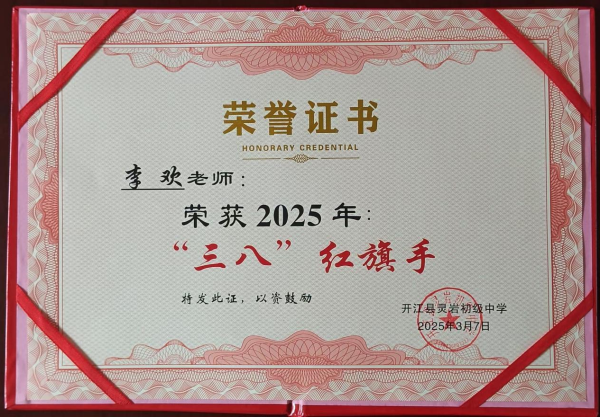 荣誉证书
HONORARY CREDENTIAL
李欢老师：
荣获2025年：
“三八”红旗手
特发此证，以资鼓励
开江县灵岩初级中学
2025年3月7日